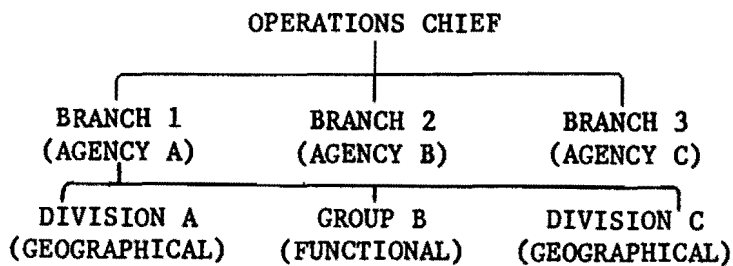 OPERATIONS CHIEF
BRANCH 1 BRANCH 2 BRANCH 3
(AGENCY A) (AGENCY B) (AGENCY C)
DIVISION A GROUP B DIVISION C
(GEOGRAPHICAL) (FUNCTIONAL) (GEOGRAPHICAL)